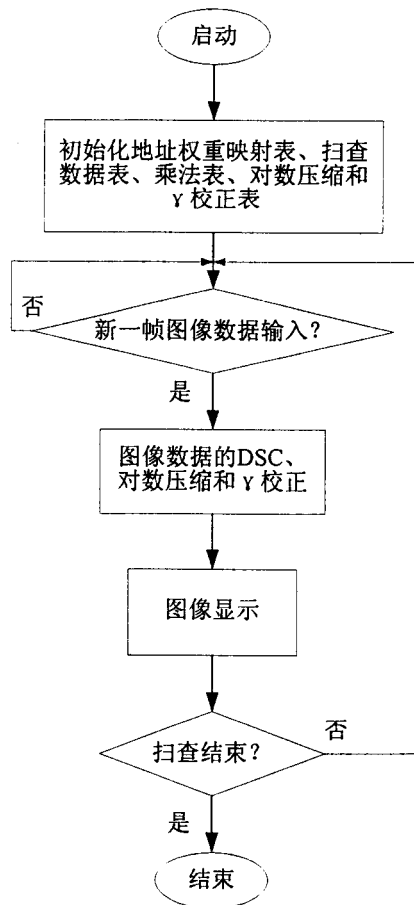 启动
初始化地址权重映射表、扫查
数据表、乘法表、对数压缩和
γ 校正表
否
新一帧图像数据输入？
是
图像数据的DSC、
对数压缩和 γ 校正
图像显示
否
扫查结束？
是
结束